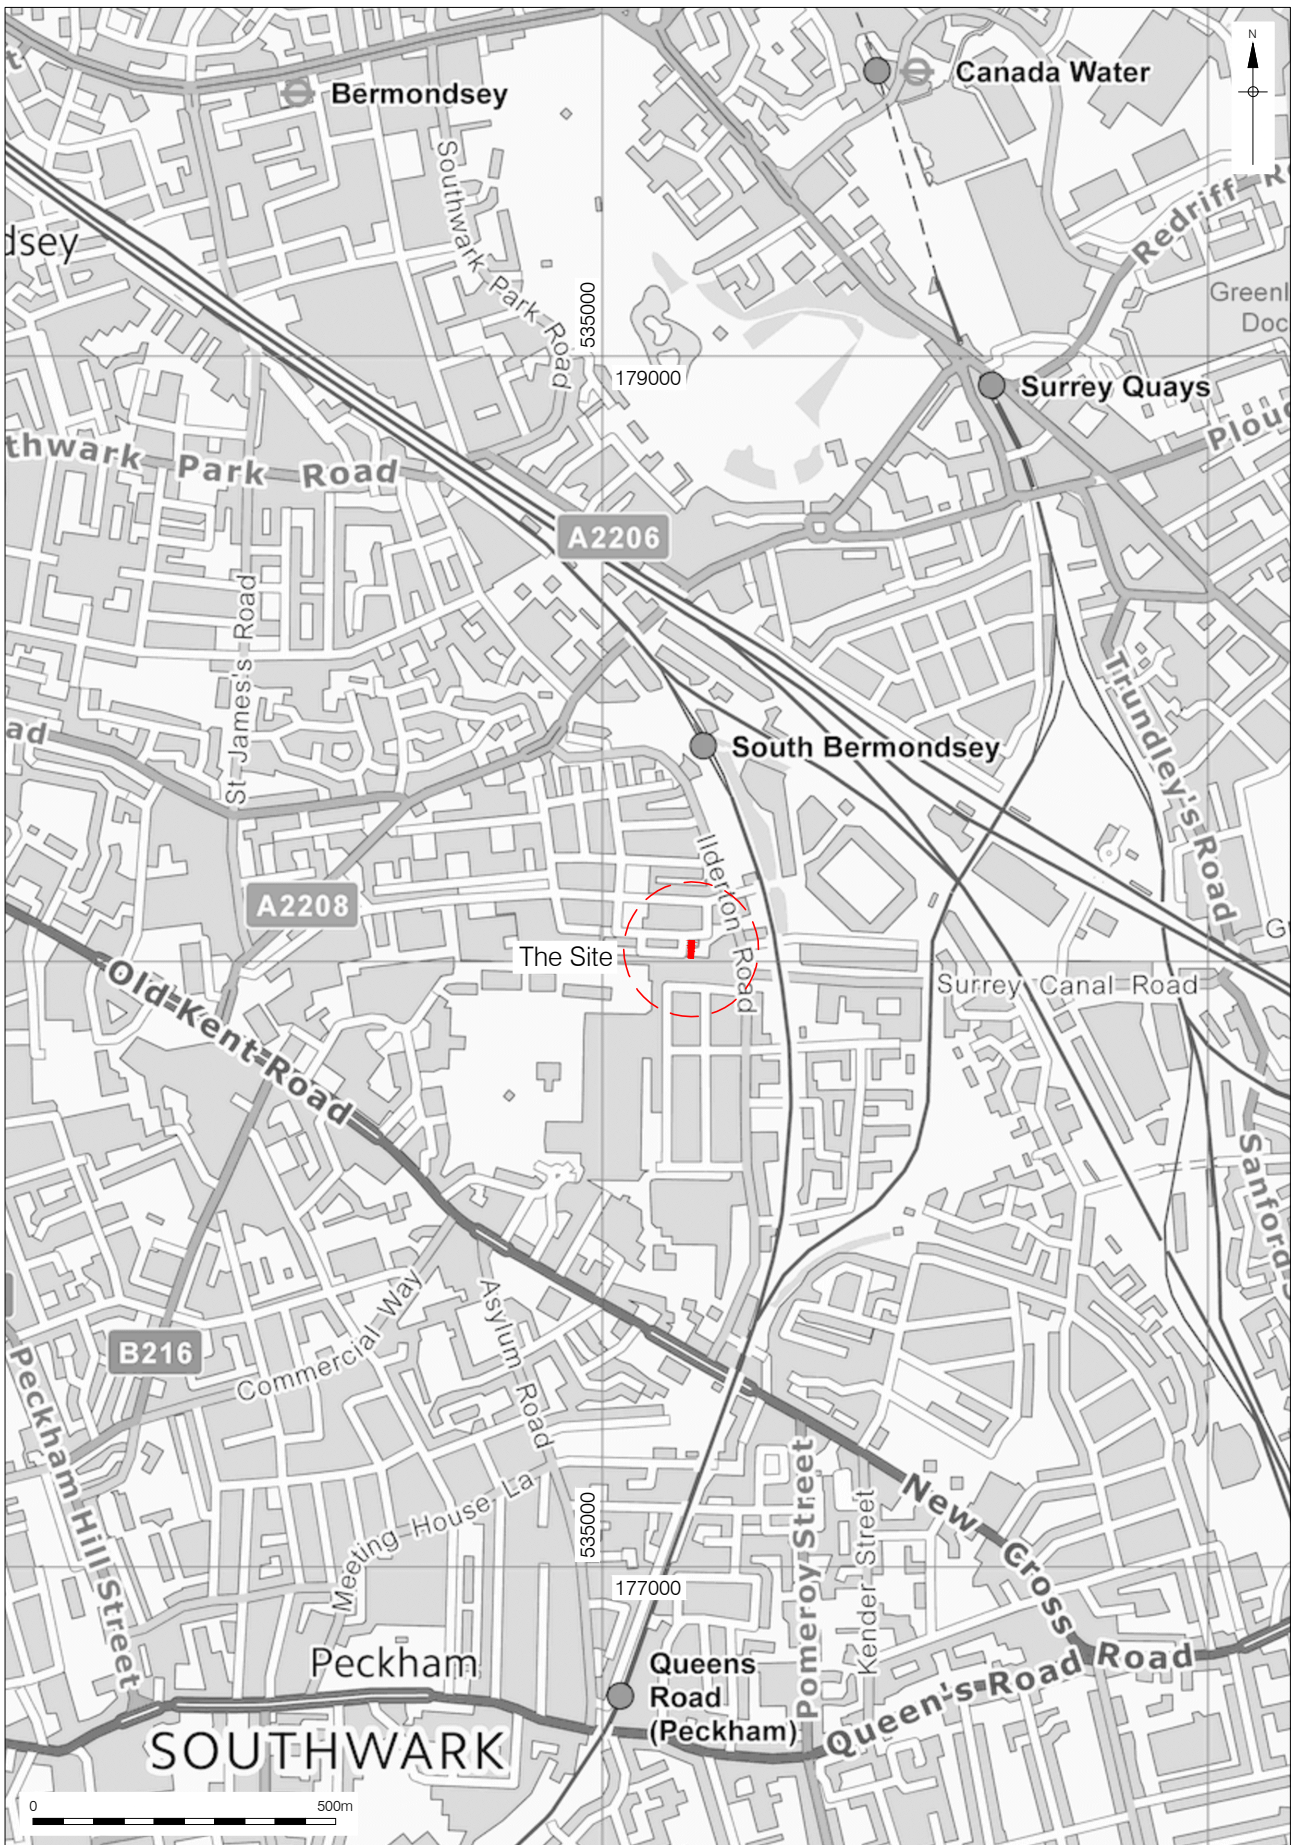 N
Canada Water
Bermondsey
Southwark Park Road
Redriff
dsey
535000
Greenl
Doc
179000
Surrey Quays
Plou
thwark Park Road
A2206
St James's Road
Trundley's Road
ad
South Bermondsey
Ilderton Road
A2208
The Site
Old Kent Road
Surrey Canal Road
Sanford
Commercial Way
Asylum Road
B216
Peckham Hill Street
Meeting House La
535000
Pomeroy Street
Kender Street
New Cross Road
177000
Peckham
Queens
Road
(Peckham)
Queen's Road
SOUTHWARK
0 500m